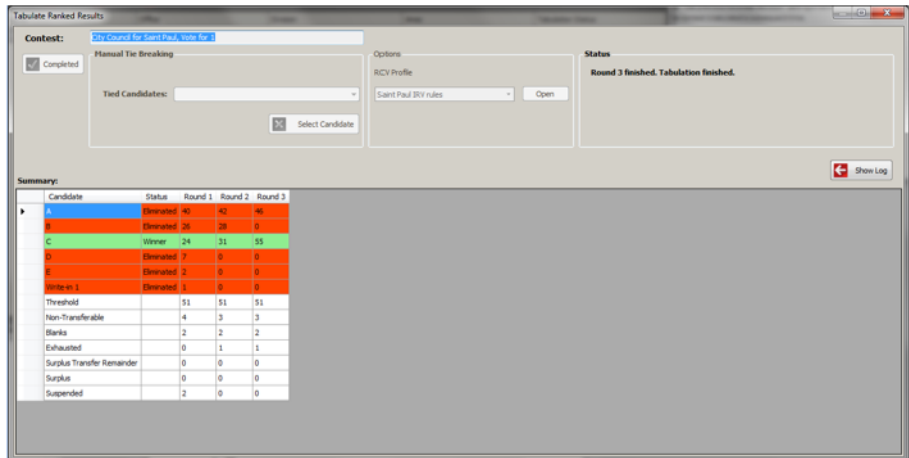 Tabulate Ranked Results
Contest: City Council for Saint Paul, Vote for 1
Completed
Manual Tie Breaking
Tied Candidates:
Select Candidate
Options
RCV Profile
Saint Paul IRV rules Open
Status
Round 3 finished. Tabulation finished.
Show Log
Summary:
Candidate Status Round 1 Round 2 Round 3
A Eliminated 40 42 46
B Eliminated 26 28 0
C Winner 24 31 55
D Eliminated 7 0 0
E Eliminated 2 0 0
Write-in 1 Eliminated 1 0 0
Threshold 51 51 51
Non-Transferable 4 3 3
Blanks 2 2 2
Exhausted 0 1 1
Surplus Transfer Remainder 0 0 0
Surplus 0 0 0
Suspended 2 0 0